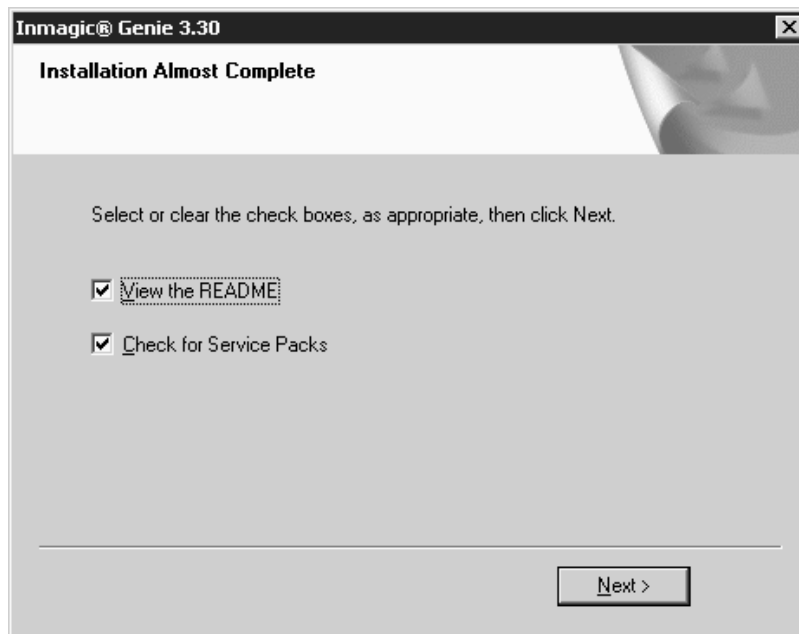 Inmagic® Genie 3.30
Installation Almost Complete
Select or clear the check boxes, as appropriate, then click Next.
View the README
Check for Service Packs
Next >